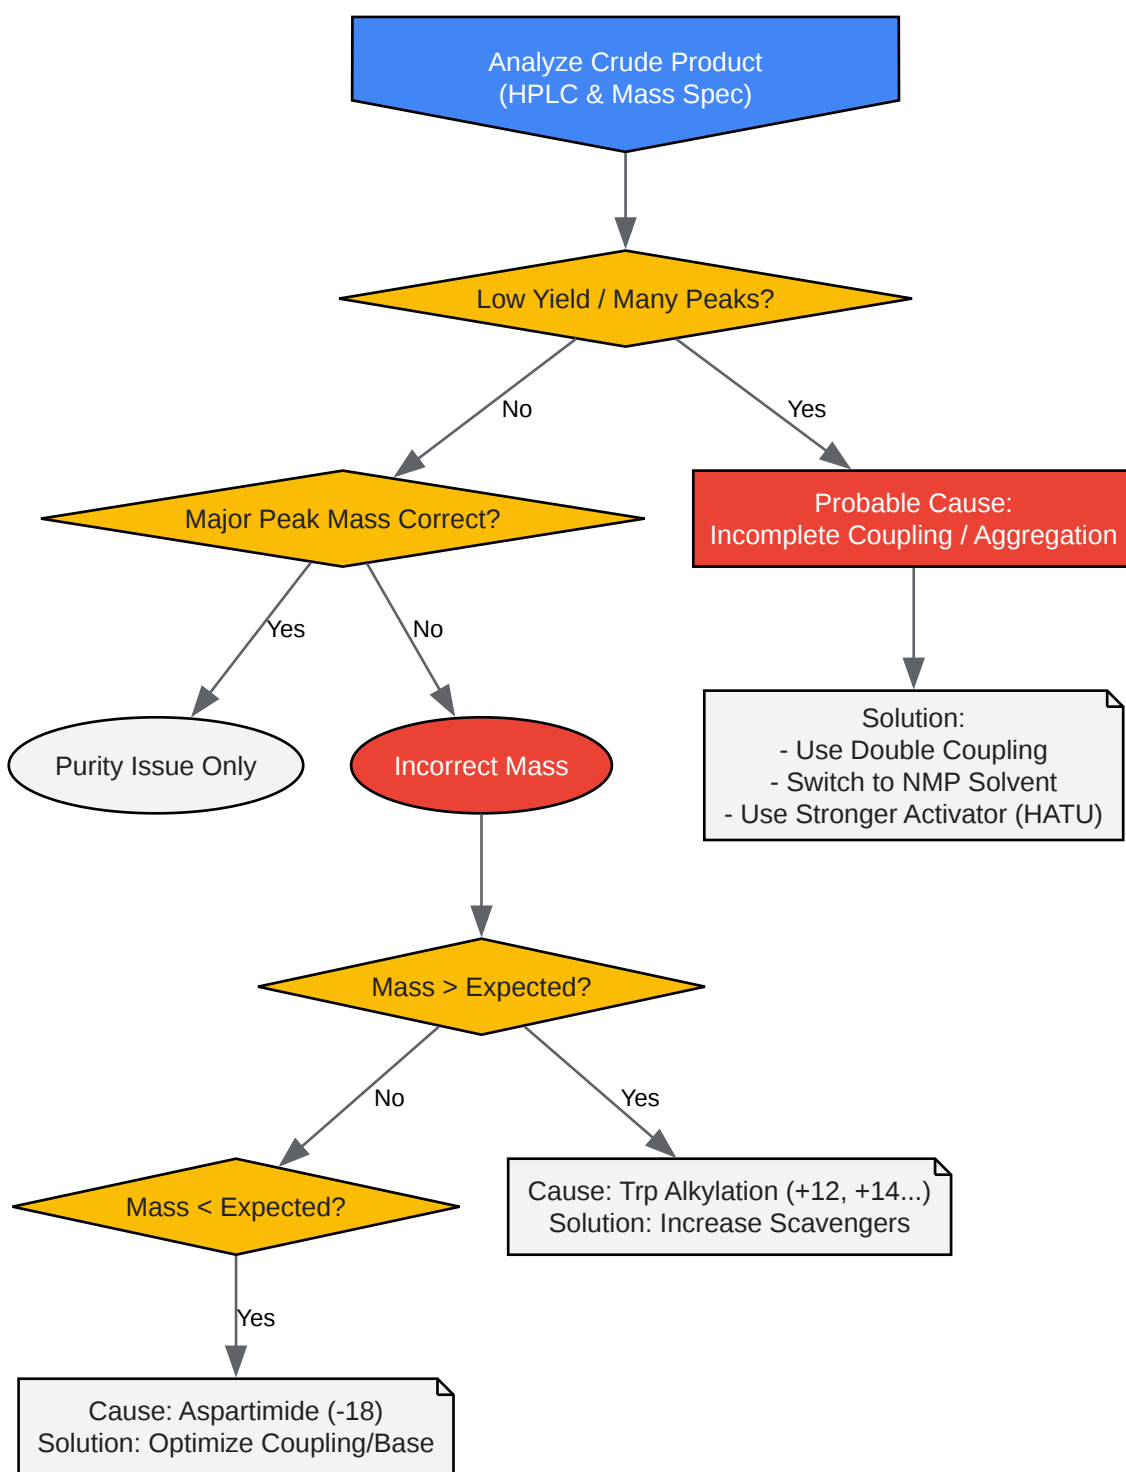 Analyze Crude Product
(HPLC & Mass Spec)
Low Yield / Many Peaks?
No
Yes
Major Peak Mass Correct?
Probable Cause:
Incomplete Coupling / Aggregation
Yes
No
Purity Issue Only
Incorrect Mass
Solution:
- Use Double Coupling
- Switch to NMP Solvent
- Use Stronger Activator (HATU)
Mass > Expected?
No
Yes
Mass < Expected?
Cause: Trp Alkylation (+12, +14...)
Solution: Increase Scavengers
Yes
Cause: Aspartimide (-18)
Solution: Optimize Coupling/Base